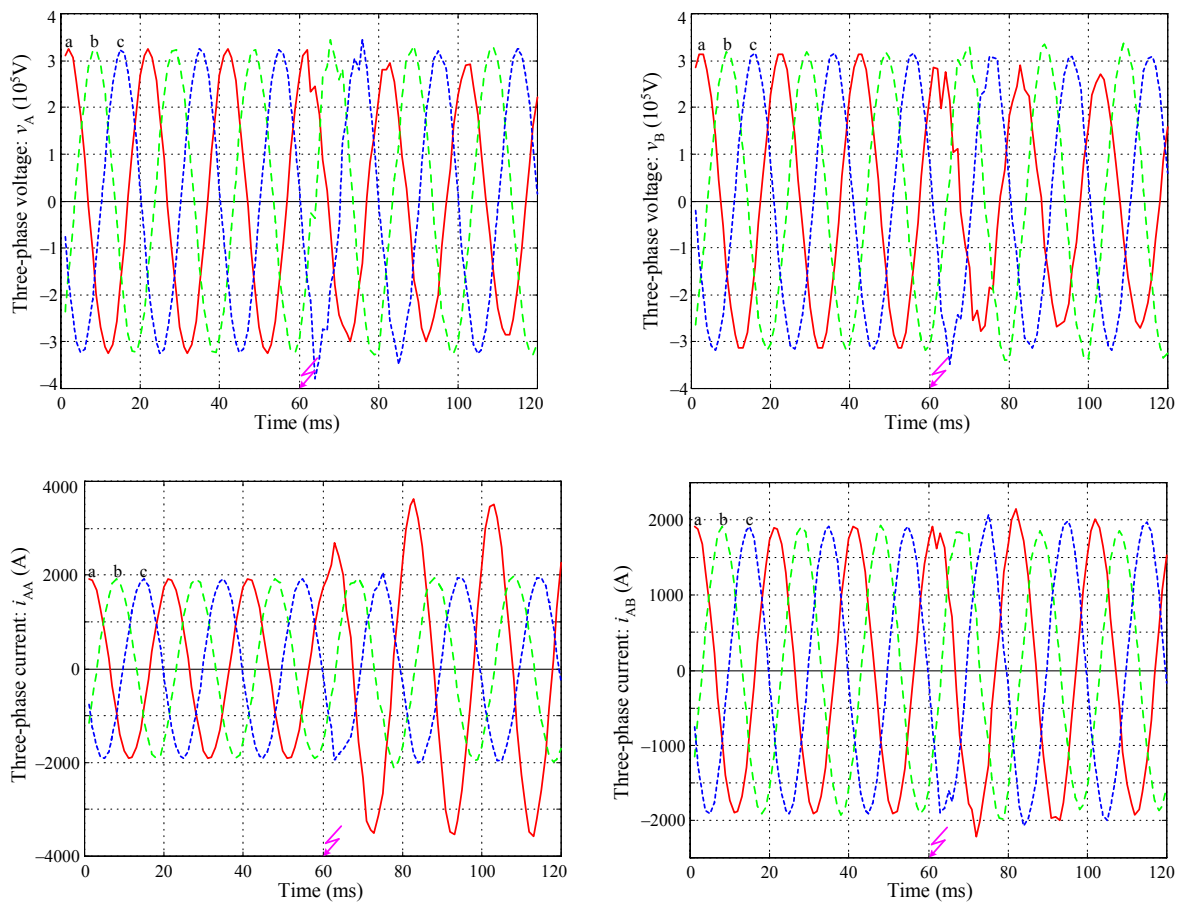 Three-phase voltage: vA (10⁵V)
4
3
2
1
0
–1
–2
–3
–4
a b c
0 20 40 60 80 100 120
Time (ms)
Three-phase voltage: vB (10⁵V)
4
3
2
1
0
–1
–2
–3
–4
a b c
0 20 40 60 80 100 120
Time (ms)
Three-phase current: iAA (A)
4000
2000
0
–2000
–4000
a b c
0 20 40 60 80 100 120
Time (ms)
Three-phase current: iAB (A)
2000
1000
0
–1000
–2000
a b c
0 20 40 60 80 100 120
Time (ms)